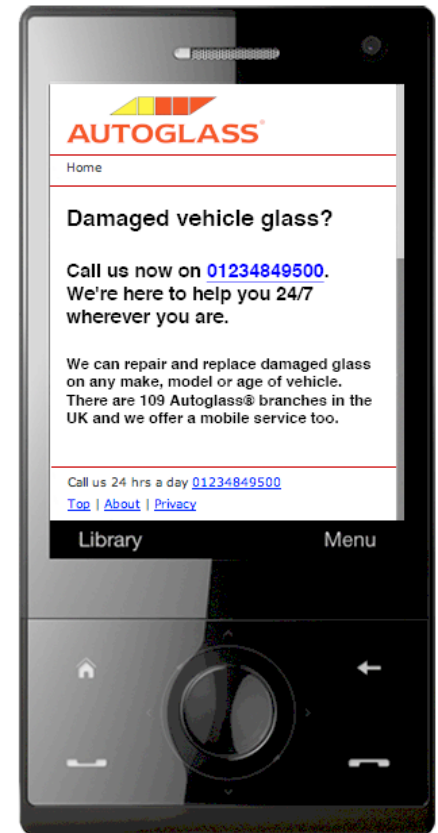 AUTOGLASS®
Home
Damaged vehicle glass?
Call us now on 01234849500.
We're here to help you 24/7
wherever you are.
We can repair and replace damaged glass
on any make, model or age of vehicle.
There are 109 Autoglass® branches in the
UK and we offer a mobile service too.
Call us 24 hrs a day 01234849500
Top | About | Privacy
Library Menu